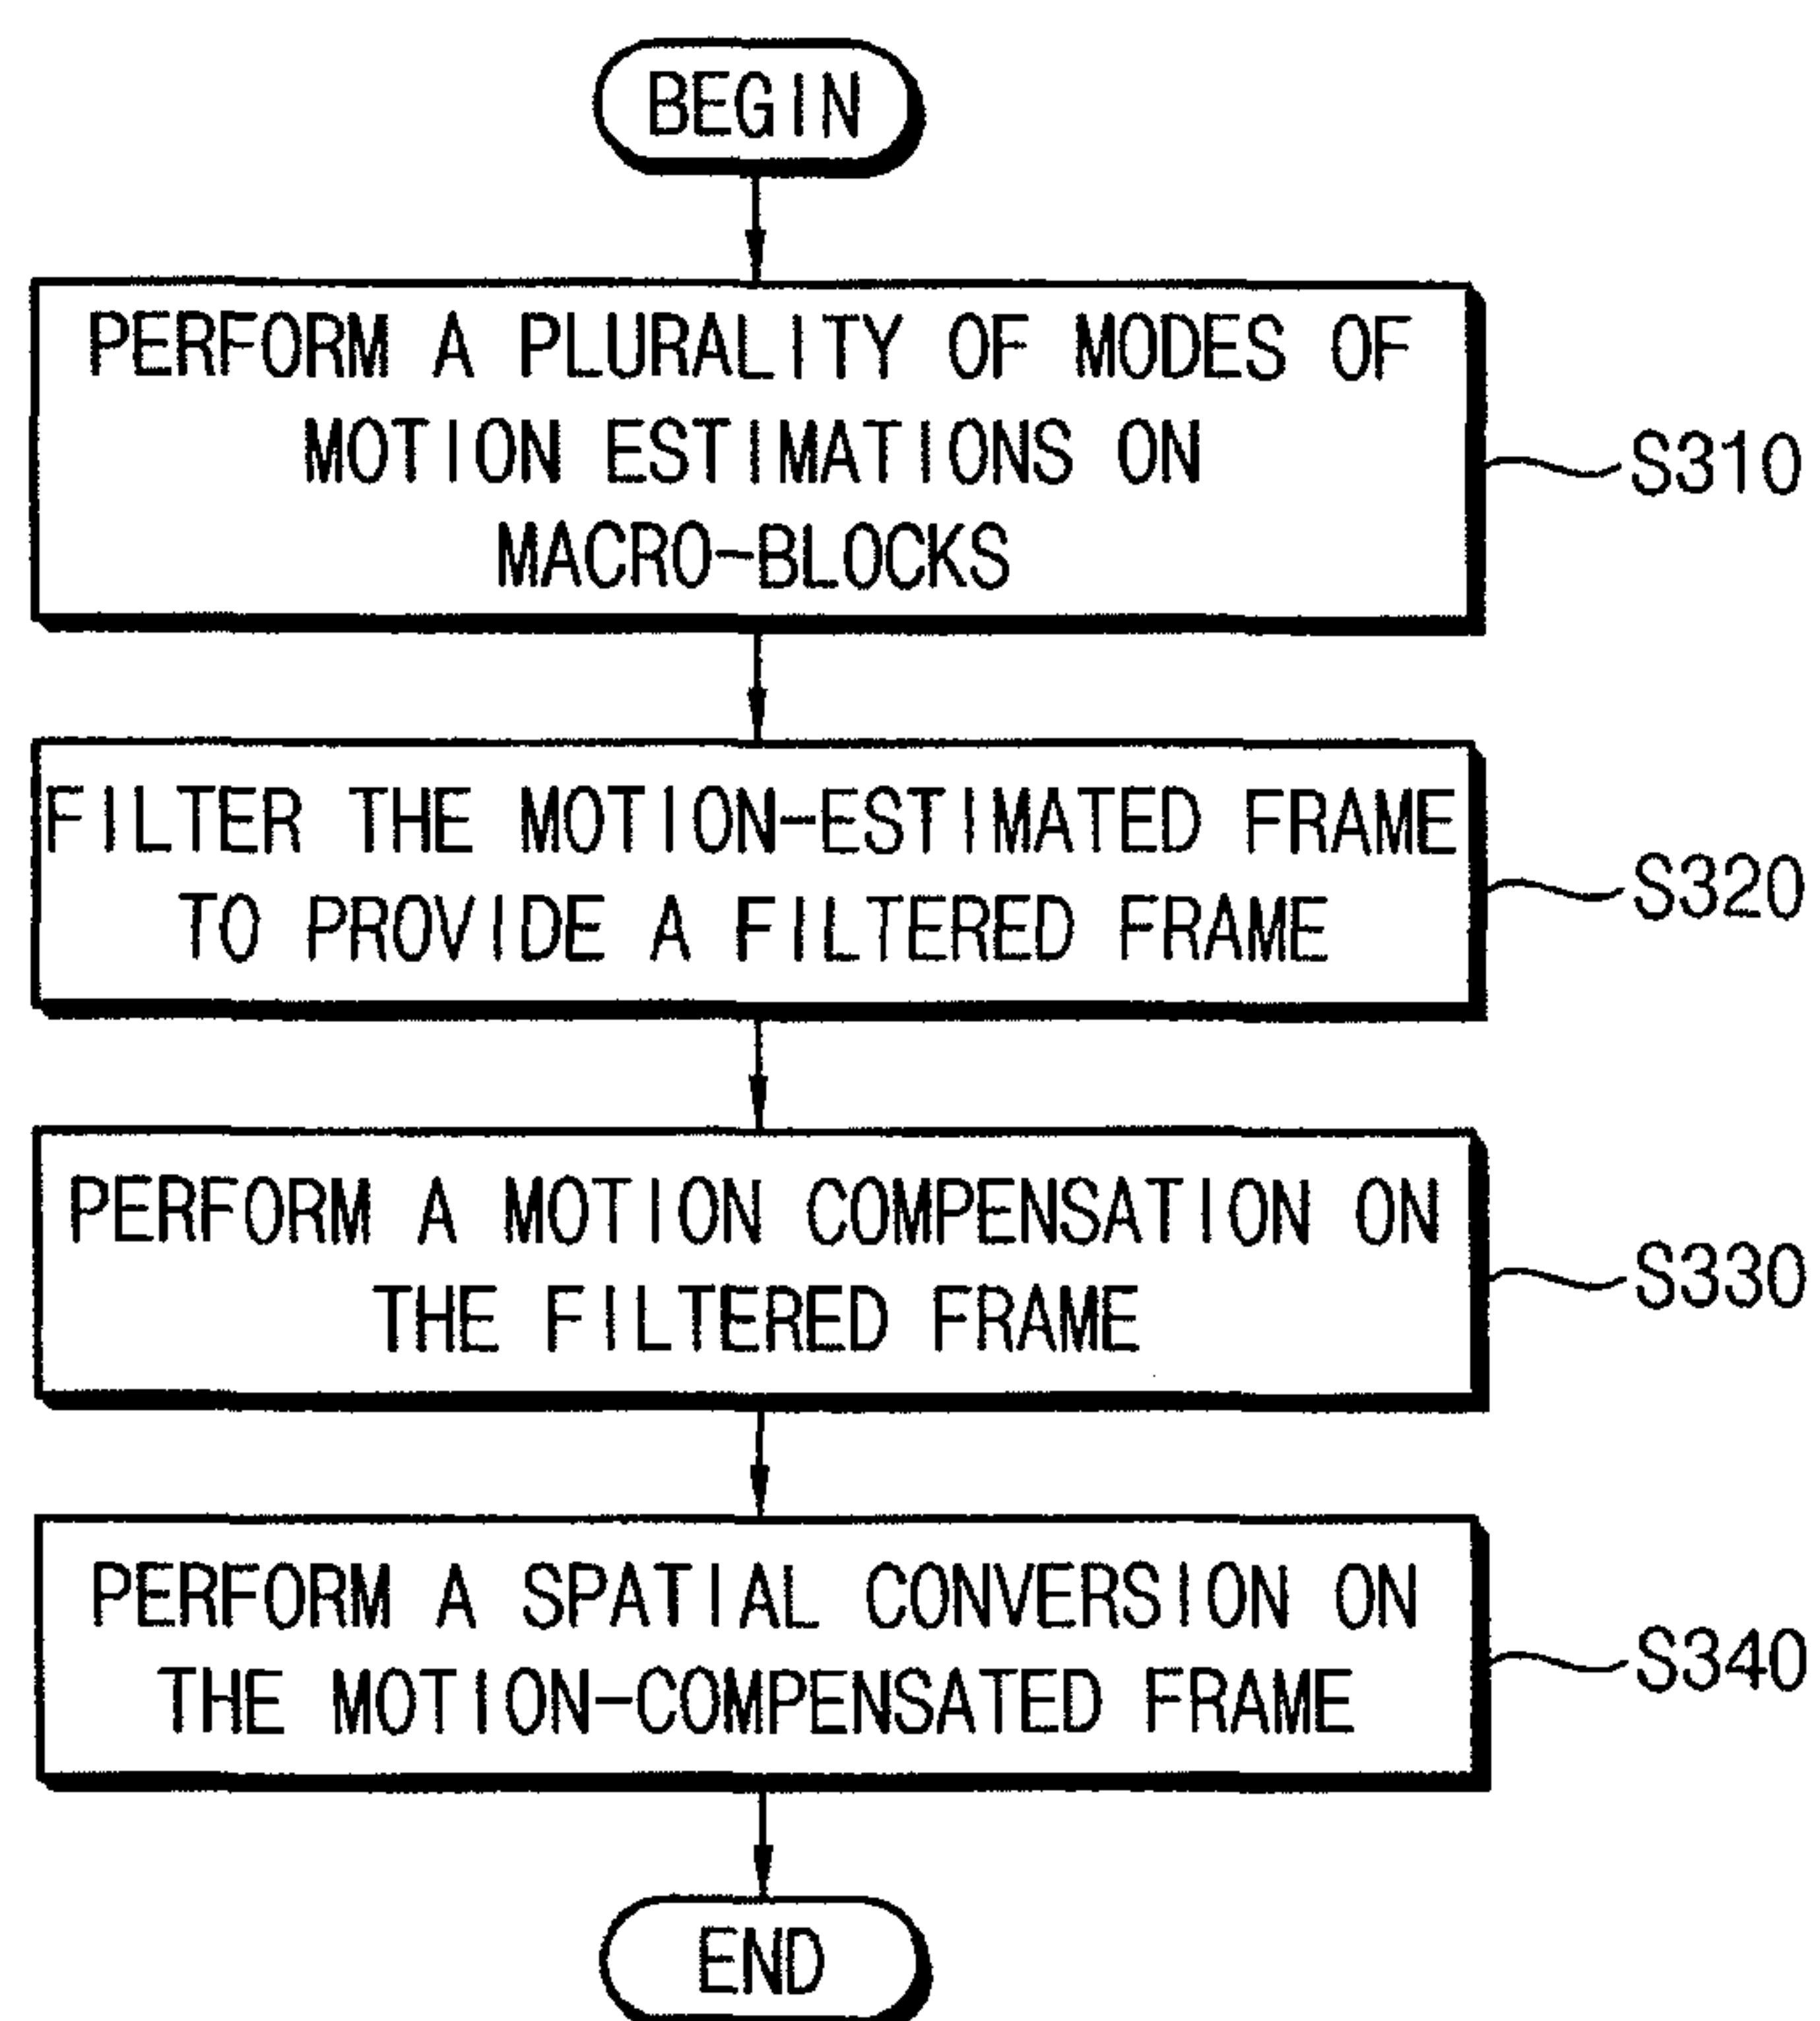 BEGIN
PERFORM A PLURALITY OF MODES OF
MOTION ESTIMATIONS ON
MACRO-BLOCKS
S310
FILTER THE MOTION-ESTIMATED FRAME
TO PROVIDE A FILTERED FRAME
S320
PERFORM A MOTION COMPENSATION ON
THE FILTERED FRAME
S330
PERFORM A SPATIAL CONVERSION ON
THE MOTION-COMPENSATED FRAME
S340
END